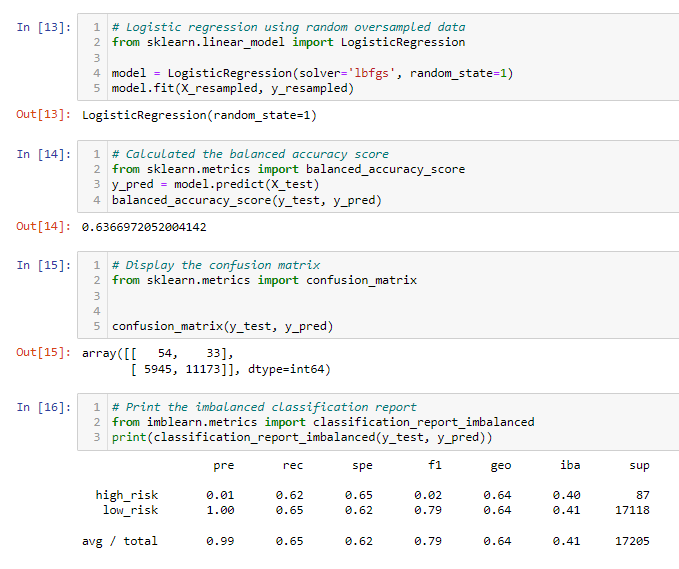 In [13]: 1 # Logistic regression using random oversampled data
2 from sklearn.linear_model import LogisticRegression
3
4 model = LogisticRegression(solver='lbfgs', random_state=1)
5 model.fit(X_resampled, y_resampled)
Out[13]: LogisticRegression(random_state=1)
In [14]: 1 # Calculated the balanced accuracy score
2 from sklearn.metrics import balanced_accuracy_score
3 y_pred = model.predict(X_test)
4 balanced_accuracy_score(y_test, y_pred)
Out[14]: 0.6366972052004142
In [15]: 1 # Display the confusion matrix
2 from sklearn.metrics import confusion_matrix
3
4
5 confusion_matrix(y_test, y_pred)
Out[15]: array([[   54,    33],
[ 5945, 11173]], dtype=int64)
In [16]: 1 # Print the imbalanced classification report
2 from imblearn.metrics import classification_report_imbalanced
3 print(classification_report_imbalanced(y_test, y_pred))
pre rec spe f1 geo iba sup
high_risk 0.01 0.62 0.65 0.02 0.64 0.40 87
low_risk 1.00 0.65 0.62 0.79 0.64 0.41 17118
avg / total 0.99 0.65 0.62 0.79 0.64 0.41 17205